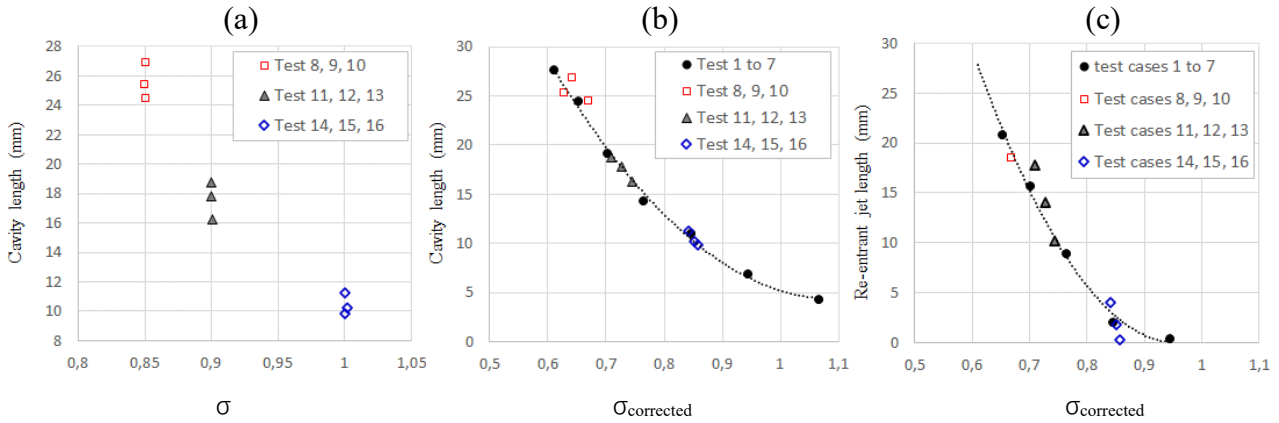 (a)
28
26
24
22
20
18
16
14
12
10
8
Cavity length (mm)
Test 8, 9, 10
Test 11, 12, 13
Test 14, 15, 16
0,8 0,85 0,9 0,95 1 1,05
σ
(b)
30
25
20
15
10
5
0
Cavity length (mm)
Test 1 to 7
Test 8, 9, 10
Test 11, 12, 13
Test 14, 15, 16
0,5 0,6 0,7 0,8 0,9 1 1,1
σcorrected
(c)
30
25
20
15
10
5
0
Re-entrant jet length (mm)
test cases 1 to 7
Test cases 8, 9, 10
Test cases 11, 12, 13
Test cases 14, 15, 16
0,5 0,6 0,7 0,8 0,9 1 1,1
σcorrected